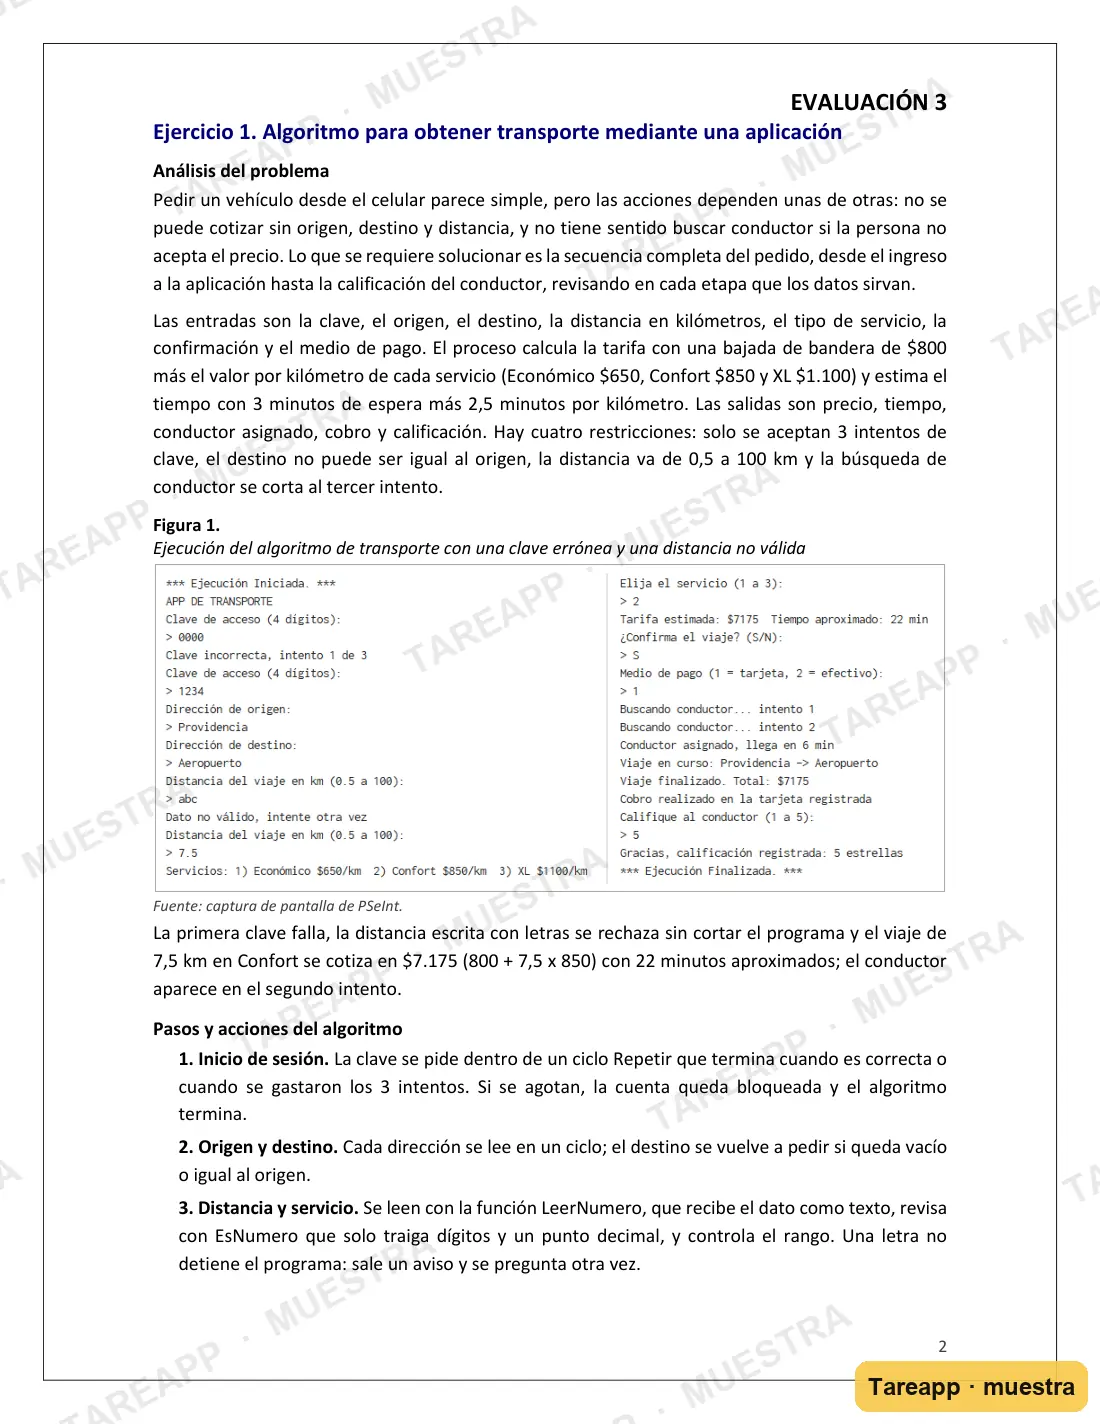 EVALUACIÓN 3
Ejercicio 1. Algoritmo para obtener transporte mediante una aplicación
Análisis del problema
Pedir un vehículo desde el celular parece simple, pero las acciones dependen unas de otras: no se
puede cotizar sin origen, destino y distancia, y no tiene sentido buscar conductor si la persona no
acepta el precio. Lo que se requiere solucionar es la secuencia completa del pedido, desde el ingreso
a la aplicación hasta la calificación del conductor, revisando en cada etapa que los datos sirvan.
Las entradas son la clave, el origen, el destino, la distancia en kilómetros, el tipo de servicio, la
confirmación y el medio de pago. El proceso calcula la tarifa con una bajada de bandera de $800
más el valor por kilómetro de cada servicio (Económico $650, Confort $850 y XL $1.100) y estima el
tiempo con 3 minutos de espera más 2,5 minutos por kilómetro. Las salidas son precio, tiempo,
conductor asignado, cobro y calificación. Hay cuatro restricciones: solo se aceptan 3 intentos de
clave, el destino no puede ser igual al origen, la distancia va de 0,5 a 100 km y la búsqueda de
conductor se corta al tercer intento.
Figura 1.
Ejecución del algoritmo de transporte con una clave errónea y una distancia no válida
*** Ejecución Iniciada. ***
APP DE TRANSPORTE
Clave de acceso (4 dígitos):
> 0000
Clave incorrecta, intento 1 de 3
Clave de acceso (4 dígitos):
> 1234
Dirección de origen:
> Providencia
Dirección de destino:
> Aeropuerto
Distancia del viaje en km (0.5 a 100):
> abc
Dato no válido, intente otra vez
Distancia del viaje en km (0.5 a 100):
> 7.5
Servicios: 1) Económico $650/km  2) Confort $850/km  3) XL $1100/km
Elija el servicio (1 a 3):
> 2
Tarifa estimada: $7175  Tiempo aproximado: 22 min
¿Confirma el viaje? (S/N):
> S
Medio de pago (1 = tarjeta, 2 = efectivo):
> 1
Buscando conductor... intento 1
Buscando conductor... intento 2
Conductor asignado, llega en 6 min
Viaje en curso: Providencia -> Aeropuerto
Viaje finalizado. Total: $7175
Cobro realizado en la tarjeta registrada
Califique al conductor (1 a 5):
> 5
Gracias, calificación registrada: 5 estrellas
*** Ejecución Finalizada. ***
Fuente: captura de pantalla de PSeInt.
La primera clave falla, la distancia escrita con letras se rechaza sin cortar el programa y el viaje de
7,5 km en Confort se cotiza en $7.175 (800 + 7,5 x 850) con 22 minutos aproximados; el conductor
aparece en el segundo intento.
Pasos y acciones del algoritmo
1. Inicio de sesión. La clave se pide dentro de un ciclo Repetir que termina cuando es correcta o
cuando se gastaron los 3 intentos. Si se agotan, la cuenta queda bloqueada y el algoritmo
termina.
2. Origen y destino. Cada dirección se lee en un ciclo; el destino se vuelve a pedir si queda vacío
o igual al origen.
3. Distancia y servicio. Se leen con la función LeerNumero, que recibe el dato como texto, revisa
con EsNumero que solo traiga dígitos y un punto decimal, y controla el rango. Una letra no
detiene el programa: sale un aviso y se pregunta otra vez.
2
Tareapp · muestra
TAREAPP · MUESTRA